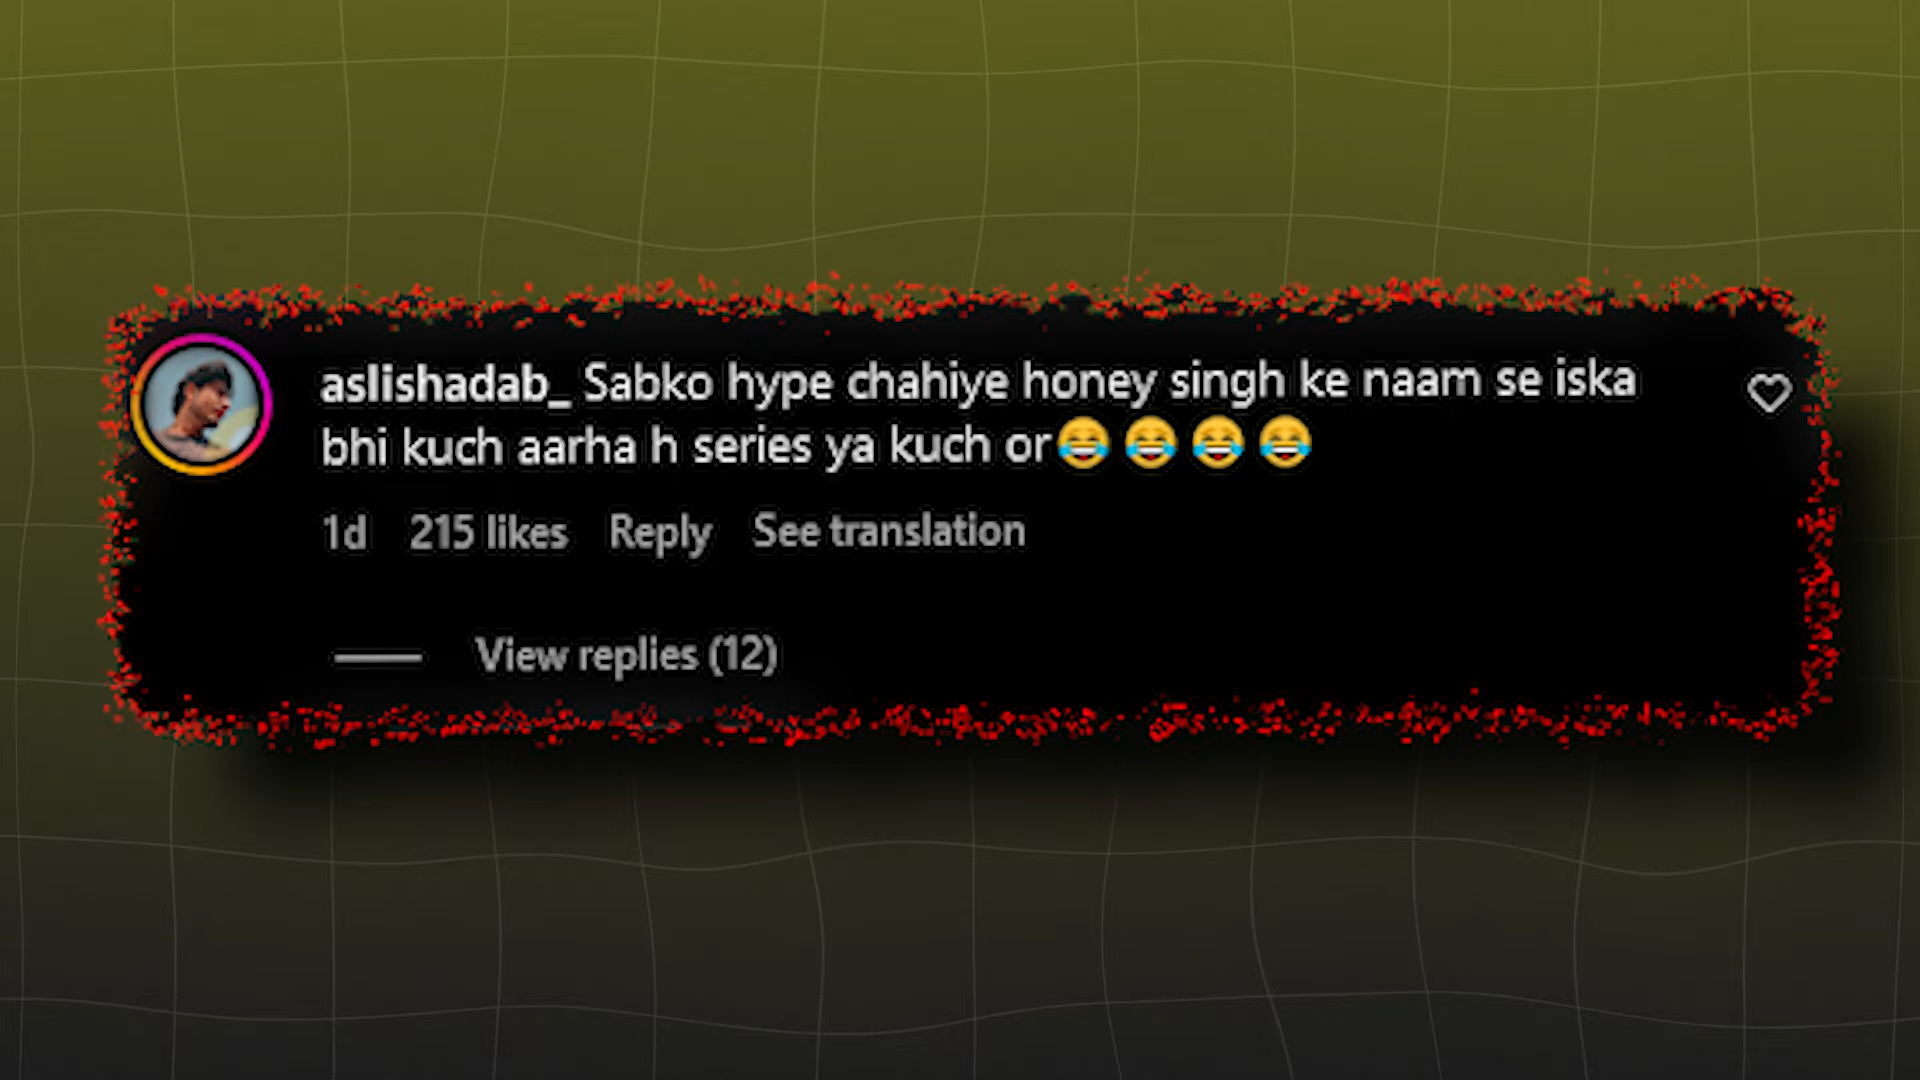 aslishadab_ Sabko hype chahiye honey singh ke naam se iska
bhi kuch aarha h series ya kuch or😂😂😂😂
1d 215 likes Reply See translation
View replies (12)